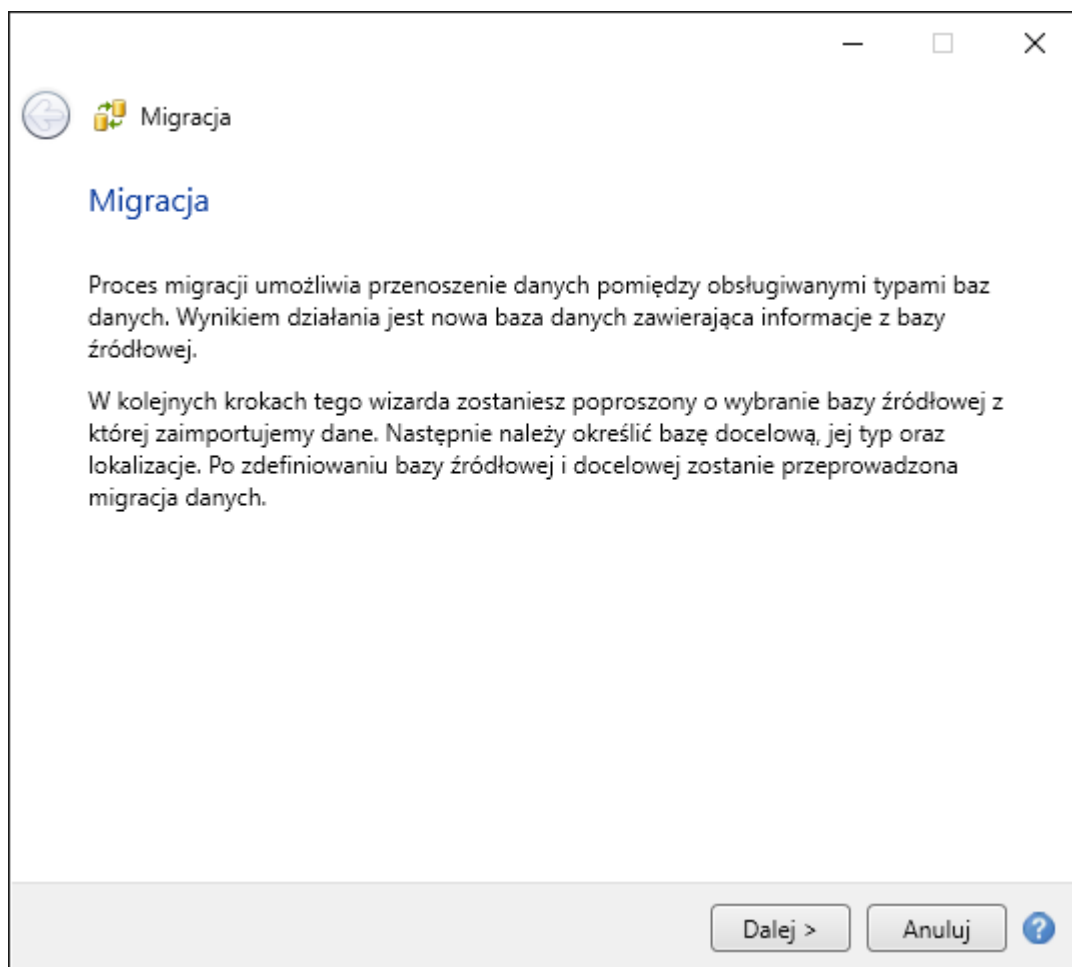 Migracja
Migracja
Proces migracji umożliwia przenoszenie danych pomiędzy obsługiwanymi typami baz
danych. Wynikiem działania jest nowa baza danych zawierająca informacje z bazy
źródłowej.
W kolejnych krokach tego wizarda zostaniesz poproszony o wybranie bazy źródłowej z
której zaimportujemy dane. Następnie należy określić bazę docelową, jej typ oraz
lokalizacje. Po zdefiniowaniu bazy źródłowej i docelowej zostanie przeprowadzona
migracja danych.
Dalej > Anuluj ?